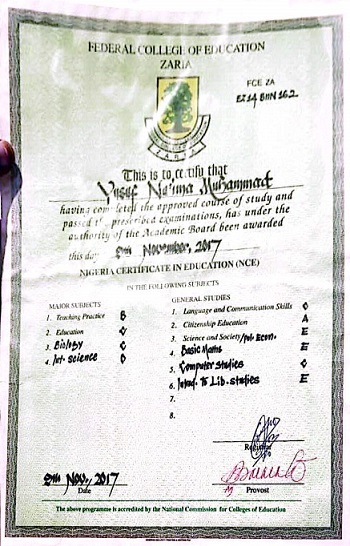 FEDERAL COLLEGE OF EDUCATION
ZARIA
FCE ZA
ZARIA
This is to certify that
Yusuf Na'ima Muhammad
having completed the approved course of study and
passed the prescribed examinations, has under the
authority of the Academic Board been awarded
this day November, 2017
NIGERIA CERTIFICATE IN EDUCATION (NCE)
IN THE FOLLOWING SUBJECTS
MAJOR SUBJECTS
1. Teaching Practice B
2. Education C
3. Biology C
4. Int. science D
GENERAL STUDIES
1. Language and Communication Skills C
2. Citizenship Education A
3. Science and Society/Pol. Econ. E
4. Basic Maths E
5. Computer studies C
6. Introd. To Lib. studies E
7.
8.
Registrar
Nov., 2017
Date
Provost
The above programme is accredited by the National Commission for Colleges of Education